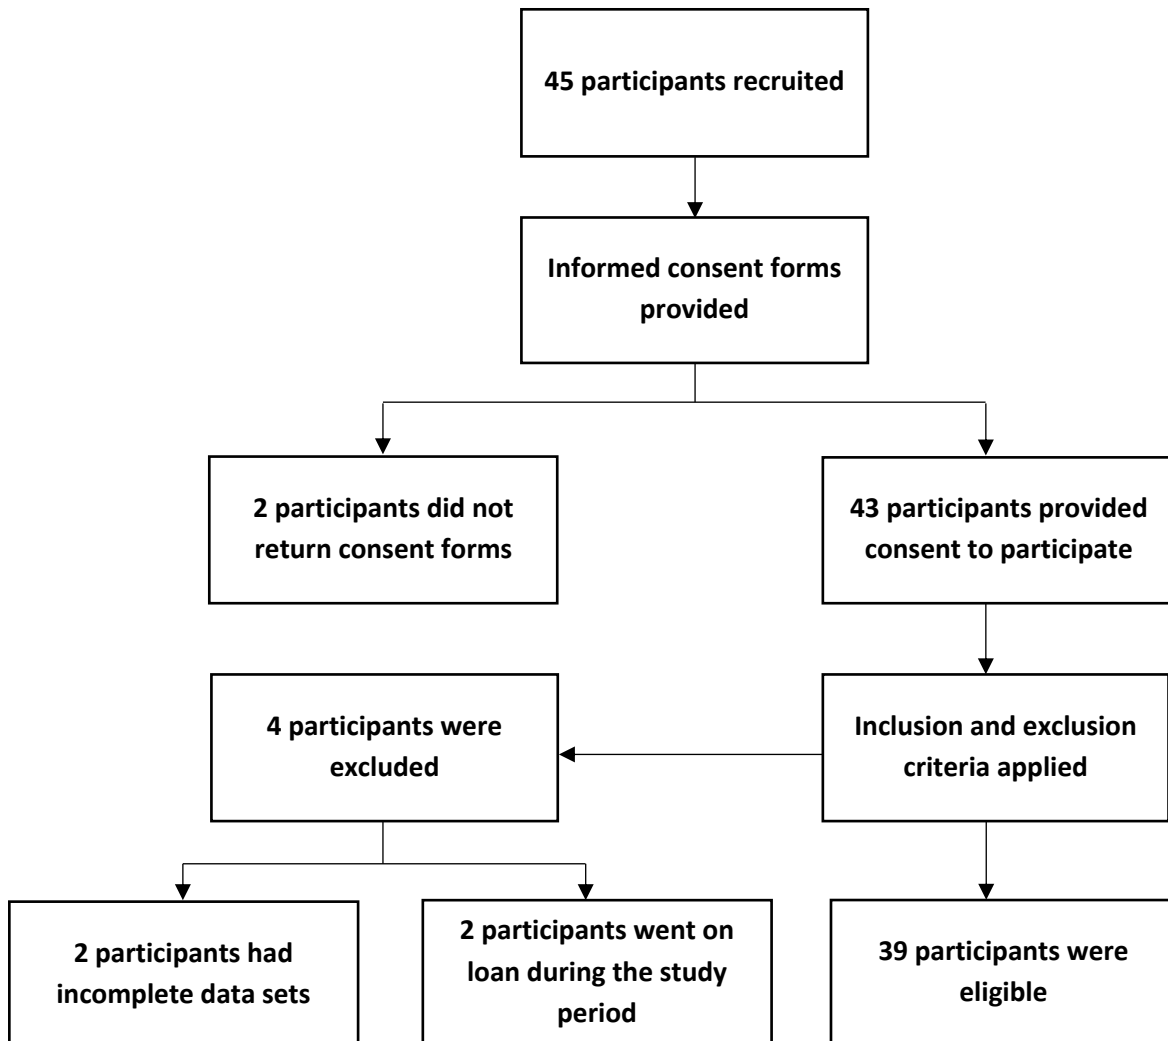 45 participants recruited
Informed consent forms
provided
2 participants did not
return consent forms
43 participants provided
consent to participate
4 participants were
excluded
Inclusion and exclusion
criteria applied
2 participants had
incomplete data sets
2 participants went on
loan during the study
period
39 participants were
eligible